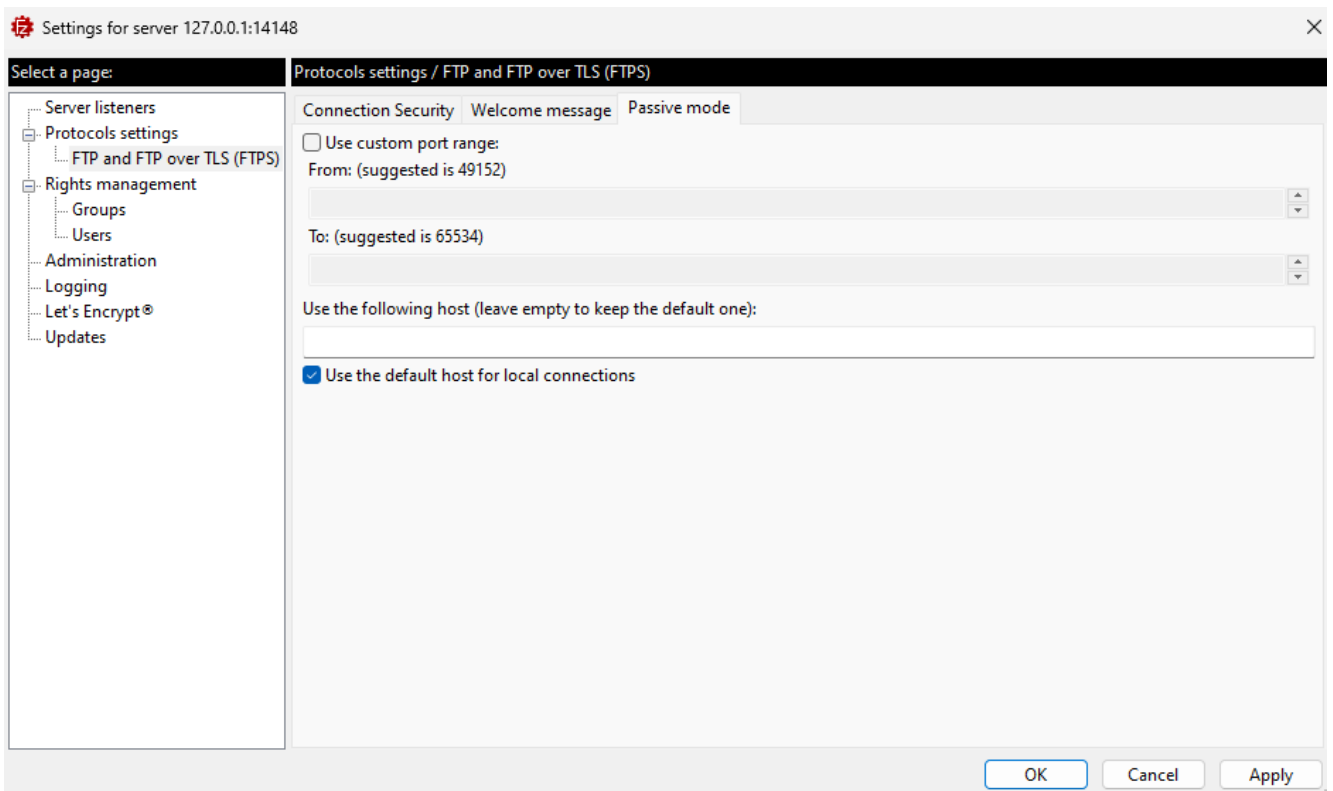 Settings for server 127.0.0.1:14148
Select a page:
Server listeners
Protocols settings
FTP and FTP over TLS (FTPS)
Rights management
Groups
Users
Administration
Logging
Let's Encrypt®
Updates
Protocols settings / FTP and FTP over TLS (FTPS)
Connection Security Welcome message Passive mode
Use custom port range:
From: (suggested is 49152)
To: (suggested is 65534)
Use the following host (leave empty to keep the default one):
Use the default host for local connections
OK Cancel Apply